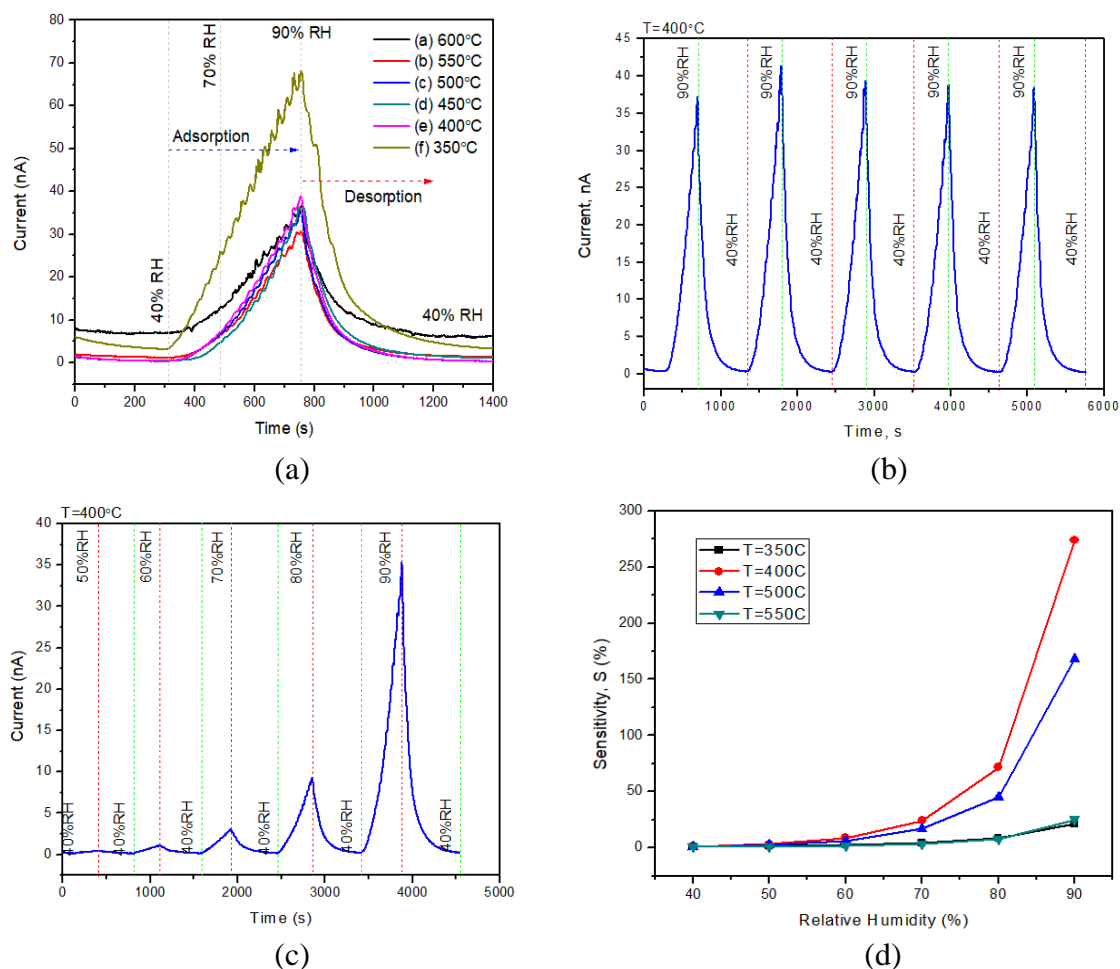 80
70
60
50
40
30
20
10
0
Current (nA)
40% RH
70% RH
90% RH
40% RH
Adsorption
Desorption
(a) 600°C
(b) 550°C
(c) 500°C
(d) 450°C
(e) 400°C
(f) 350°C
0 200 400 600 800 1000 1200 1400
Time (s)
(a)
T=400°C
45
40
35
30
25
20
15
10
5
0
Current, nA
90%RH 90%RH 90%RH 90%RH 90%RH
40%RH 40%RH 40%RH 40%RH 40%RH
0 1000 2000 3000 4000 5000 6000
Time, s
(b)
T=400°C
40
35
30
25
20
15
10
5
0
Current (nA)
50%RH 60%RH 70%RH 80%RH 90%RH
40%RH 40%RH 40%RH 40%RH 40%RH 40%RH
0 1000 2000 3000 4000 5000
Time (s)
(c)
300
250
200
150
100
50
0
Sensitivity, S (%)
T=350C
T=400C
T=500C
T=550C
40 50 60 70 80 90
Relative Humidity (%)
(d)